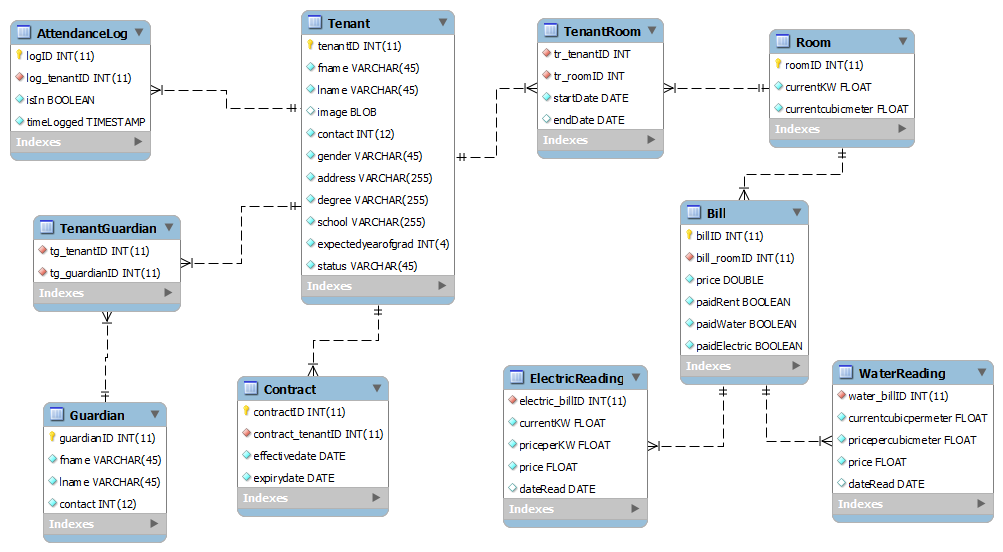 AttendanceLog
logID INT(11)
log_tenantID INT(11)
isIn BOOLEAN
timeLogged TIMESTAMP
Indexes
Tenant
tenantID INT(11)
fname VARCHAR(45)
lname VARCHAR(45)
image BLOB
contact INT(12)
gender VARCHAR(45)
address VARCHAR(255)
degree VARCHAR(255)
school VARCHAR(255)
expectedyearofgrad INT(4)
status VARCHAR(45)
Indexes
TenantRoom
tr_tenantID INT
tr_roomID INT
startDate DATE
endDate DATE
Indexes
Room
roomID INT(11)
currentKW FLOAT
currentcubicmeter FLOAT
Indexes
TenantGuardian
tg_tenantID INT(11)
tg_guardianID INT(11)
Indexes
Bill
billID INT(11)
bill_roomID INT(11)
price DOUBLE
paidRent BOOLEAN
paidWater BOOLEAN
paidElectric BOOLEAN
Indexes
Guardian
guardianID INT(11)
fname VARCHAR(45)
lname VARCHAR(45)
contact INT(12)
Indexes
Contract
contractID INT(11)
contract_tenantID INT(11)
effectivedate DATE
expirydate DATE
Indexes
ElectricReading
electric_billID INT(11)
currentKW FLOAT
priceperKW FLOAT
price FLOAT
dateRead DATE
Indexes
WaterReading
water_billID INT(11)
currentcubicpermeter FLOAT
pricepercubicmeter FLOAT
price FLOAT
dateRead DATE
Indexes